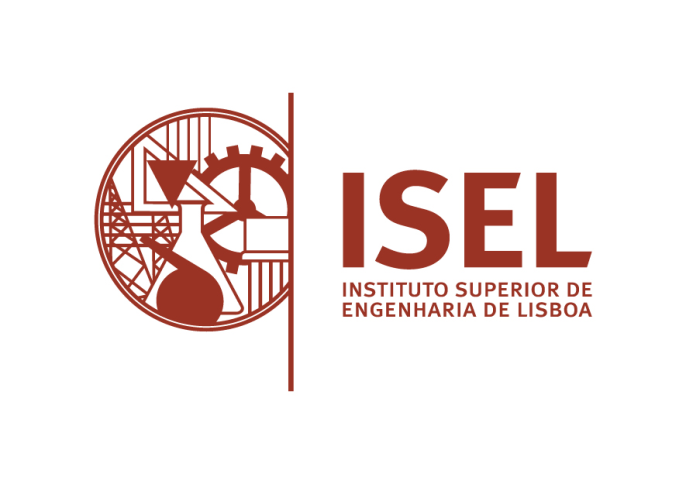 ISEL
INSTITUTO SUPERIOR DE
ENGENHARIA DE LISBOA